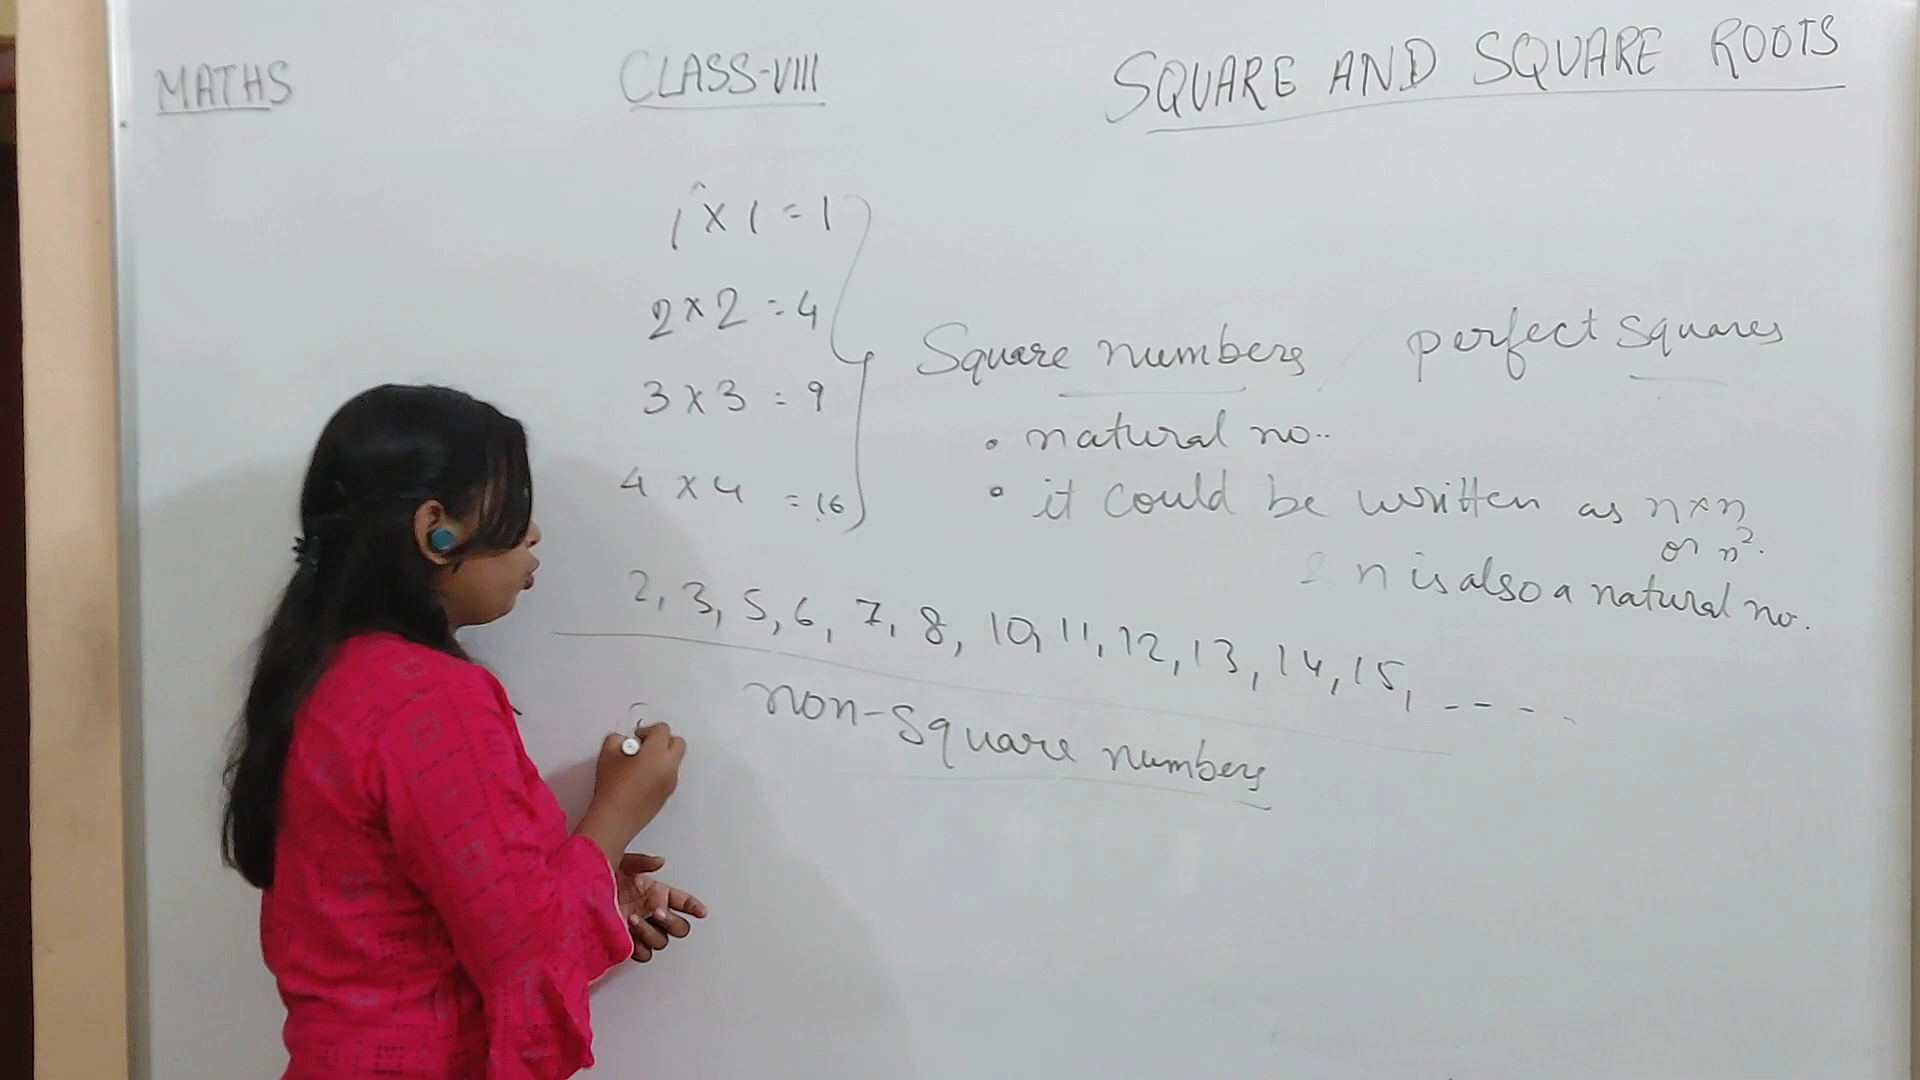 MATHS
CLASS-VIII
SQUARE AND SQUARE ROOTS
1 x 1 = 1
2 x 2 = 4
3 x 3 = 9
4 x 4 = 16
Square numbers / perfect squares
• natural no..
• it could be written as n x n
or n².
n is also a natural no.
2, 3, 5, 6, 7, 8, 10, 11, 12, 13, 14, 15, - - - -
non-square numbers